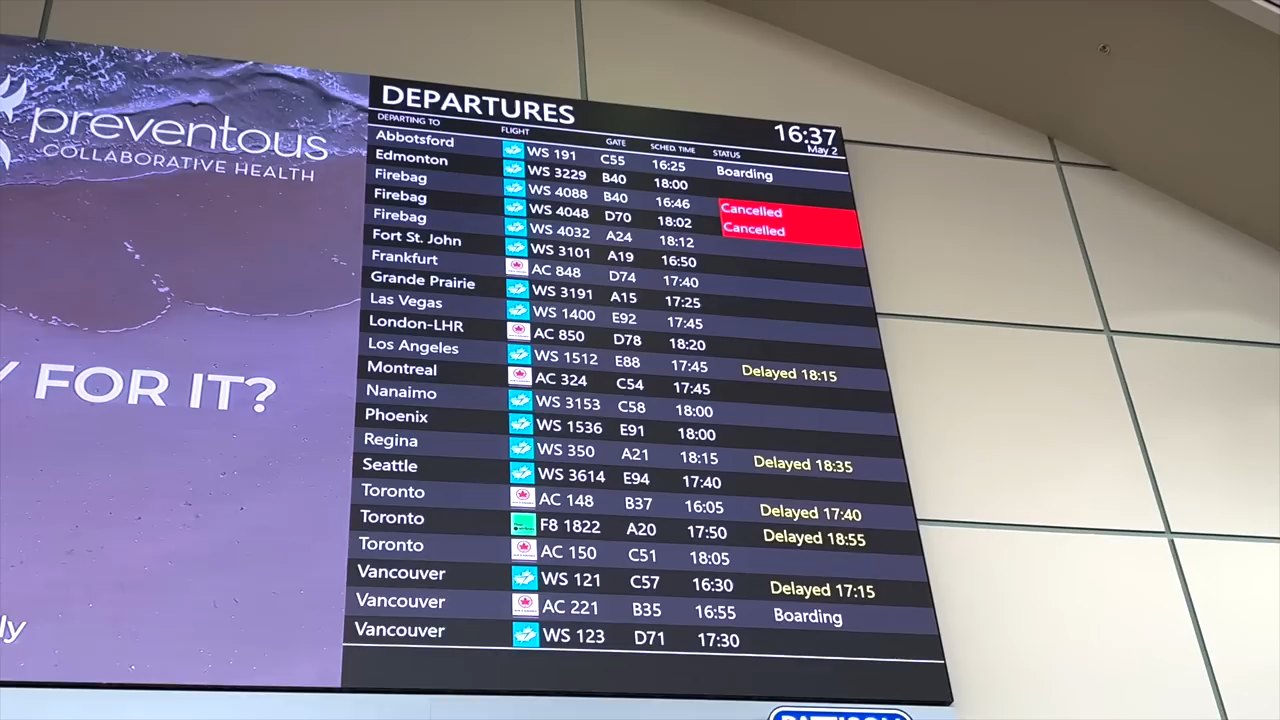 preventous
COLLABORATIVE HEALTH
Y FOR IT?
ly
DEPARTURES 16:37
May 2
DEPARTING TO FLIGHT GATE SCHED. TIME STATUS
Abbotsford WS 191 C55 16:25 Boarding
Edmonton WS 3229 B40 18:00
Firebag WS 4088 B40 16:46 Cancelled
Firebag WS 4048 D70 18:02 Cancelled
Firebag WS 4032 A24 18:12
Fort St. John WS 3101 A19 16:50
Frankfurt AC 848 D74 17:40
Grande Prairie WS 3191 A15 17:25
Las Vegas WS 1400 E92 17:45
London-LHR AC 850 D78 18:20
Los Angeles WS 1512 E88 17:45 Delayed 18:15
Montreal AC 324 C54 17:45
Nanaimo WS 3153 C58 18:00
Phoenix WS 1536 E91 18:00
Regina WS 350 A21 18:15 Delayed 18:35
Seattle WS 3614 E94 17:40
Toronto AC 148 B37 16:05 Delayed 17:40
Toronto F8 1822 A20 17:50 Delayed 18:55
Toronto AC 150 C51 18:05
Vancouver WS 121 C57 16:30 Delayed 17:15
Vancouver AC 221 B35 16:55 Boarding
Vancouver WS 123 D71 17:30